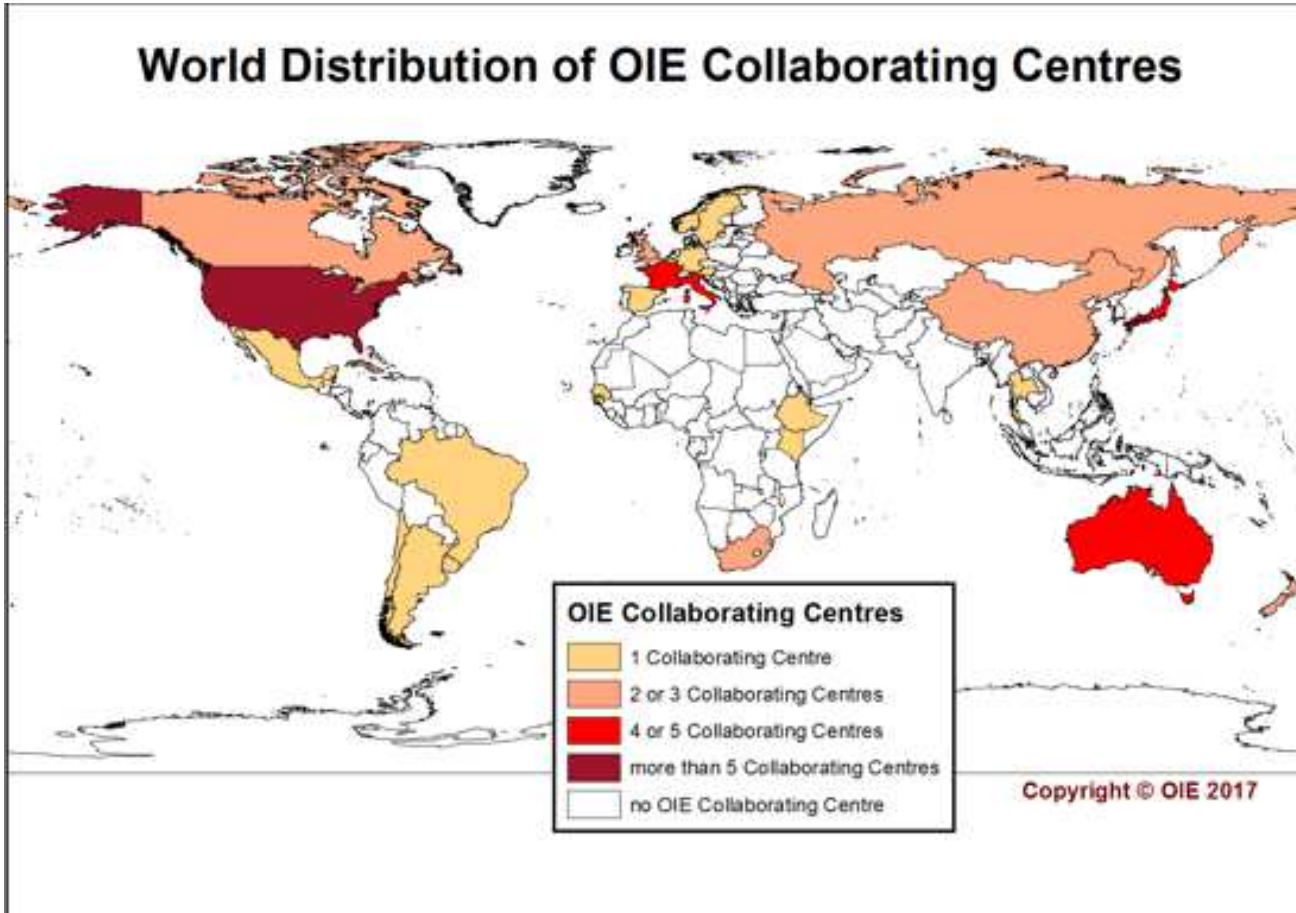 World Distribution of OIE Collaborating Centres
OIE Collaborating Centres
1 Collaborating Centre
2 or 3 Collaborating Centres
4 or 5 Collaborating Centres
more than 5 Collaborating Centres
no OIE Collaborating Centre
Copyright © OIE 2017